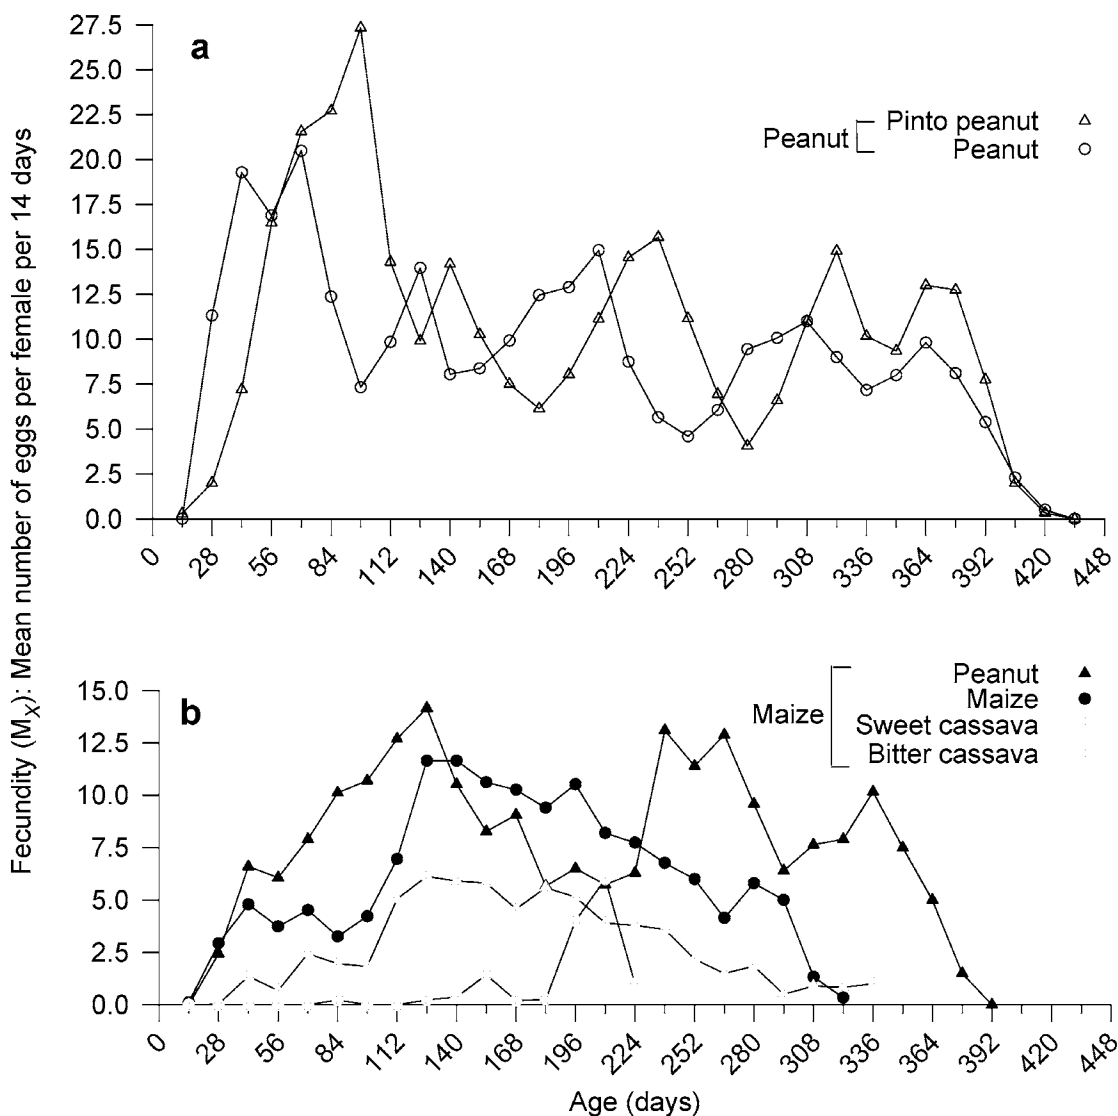 Fecundity (MX): Mean number of eggs per female per 14 days
a
27.5
25.0
22.5
20.0
17.5
15.0
12.5
10.0
7.5
5.0
2.5
0.0
Peanut
Pinto peanut
Peanut
0 28 56 84 112 140 168 196 224 252 280 308 336 364 392 420 448
b
15.0
12.5
10.0
7.5
5.0
2.5
0.0
Maize
Peanut
Maize
Sweet cassava
Bitter cassava
0 28 56 84 112 140 168 196 224 252 280 308 336 364 392 420 448
Age (days)